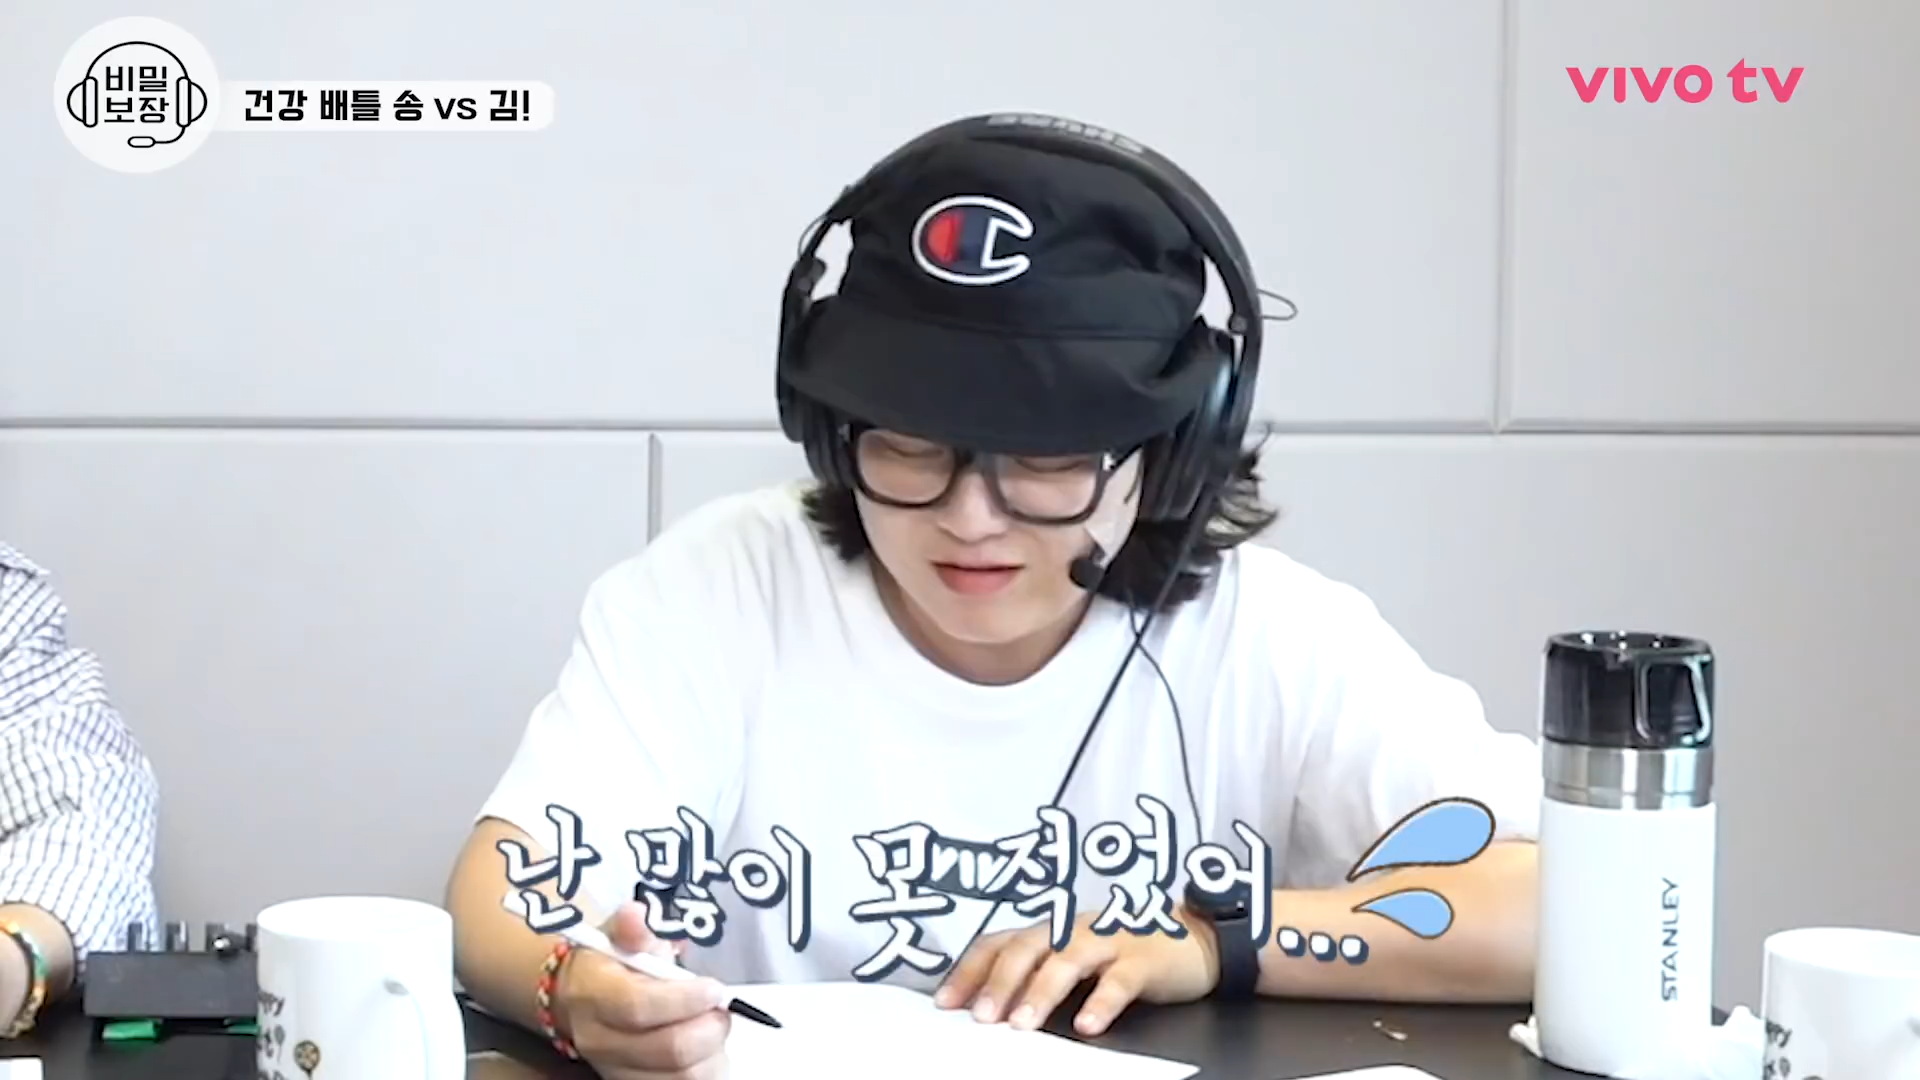 비밀
보장
건강 배틀 송 vs 김!
vivo tv
난 많이 못 적었어...
STANLEY